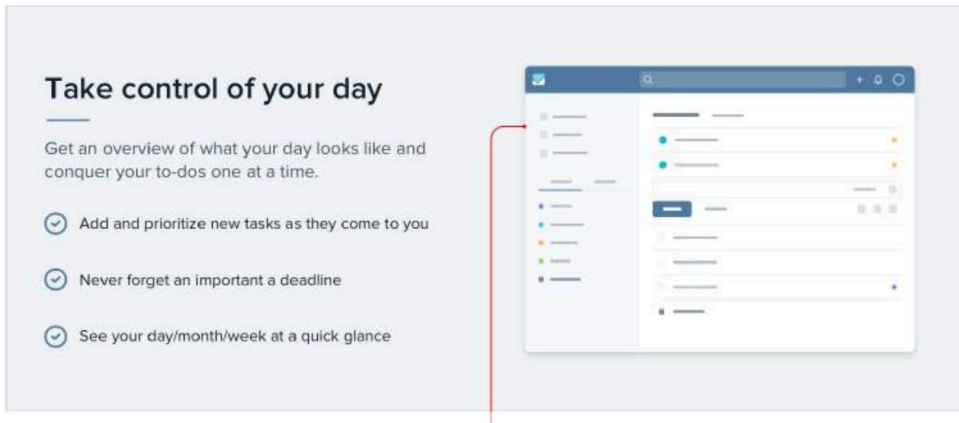 Take control of your day
Get an overview of what your day looks like and
conquer your to-dos one at a time.
Add and prioritize new tasks as they come to you
Never forget an important a deadline
See your day/month/week at a quick glance